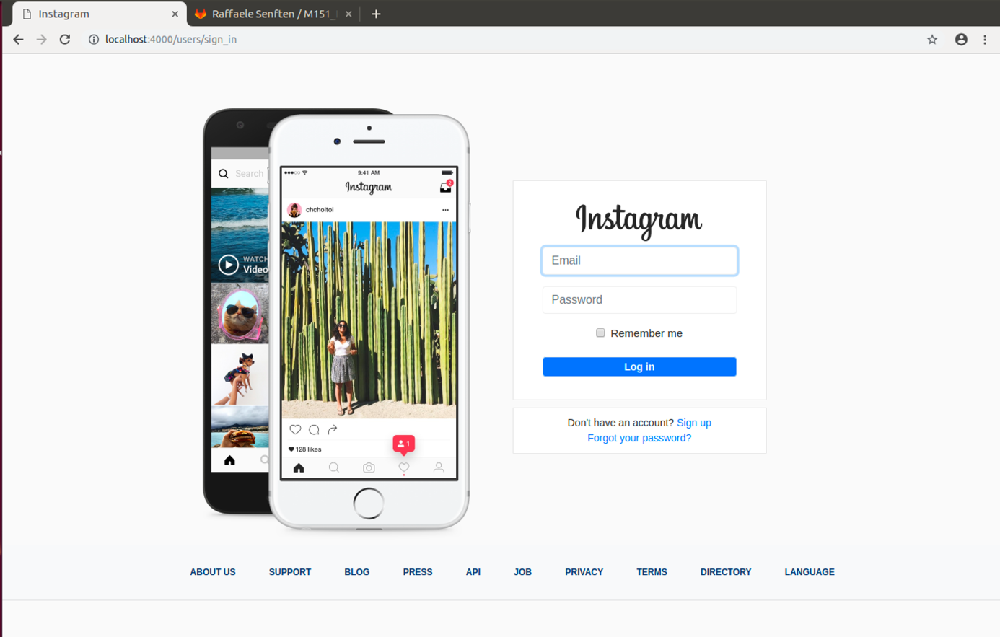 Instagram
Raffaele Senften / M151_
localhost:4000/users/sign_in
Search
WATCH
Video
9:41 AM
Instagram
2
chchoitoi
128 likes
1
Instagram
Email
Password
Remember me
Log in
Don't have an account? Sign up
Forgot your password?
ABOUT US SUPPORT BLOG PRESS API JOB PRIVACY TERMS DIRECTORY LANGUAGE